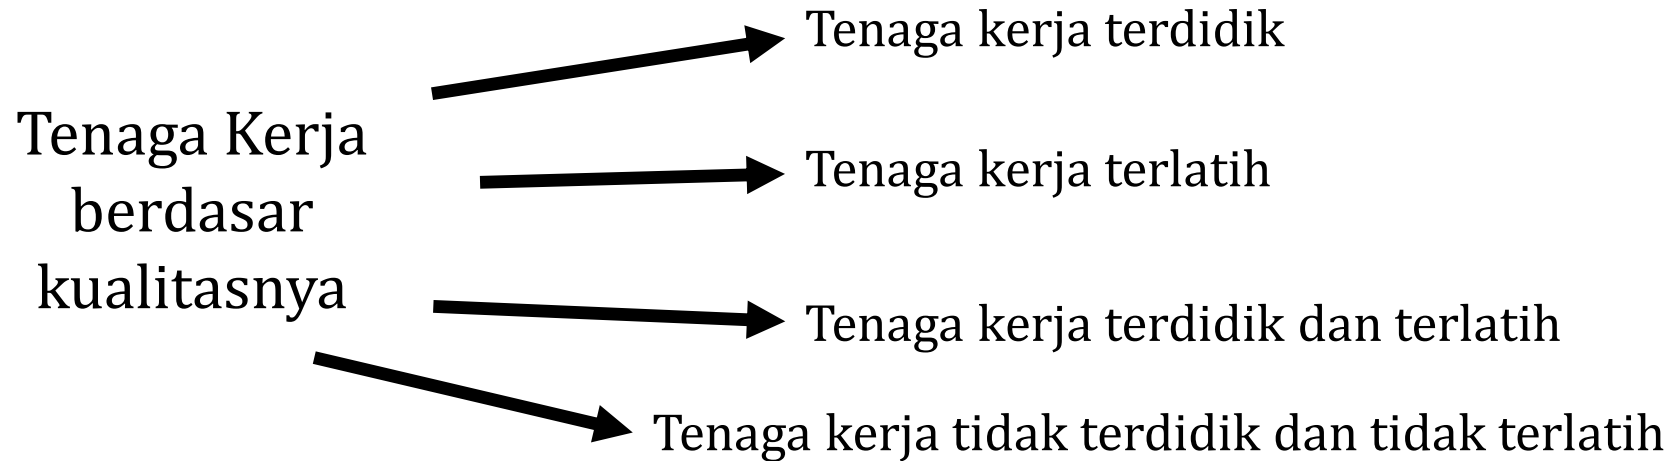 Tenaga Kerja
berdasar
kualitasnya
Tenaga kerja terdidik
Tenaga kerja terlatih
Tenaga kerja terdidik dan terlatih
Tenaga kerja tidak terdidik dan tidak terlatih